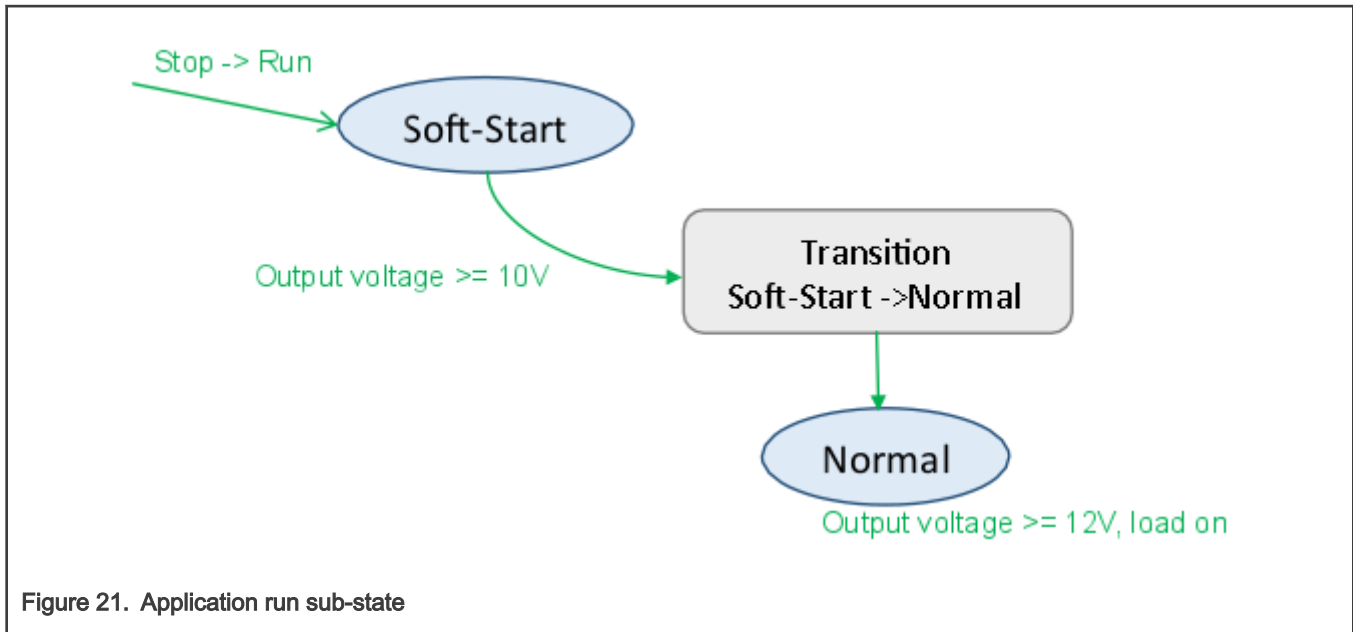 Stop -> Run
Soft-Start
Output voltage >= 10V
Transition
Soft-Start ->Normal
Normal
Output voltage >= 12V, load on
Figure 21. Application run sub-state